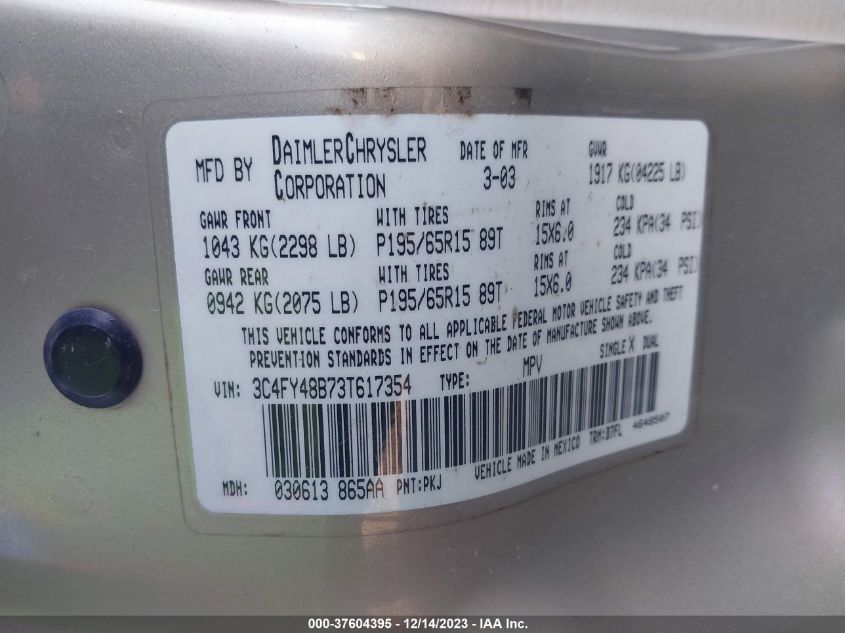 MFD BY DAIMLERCHRYSLER CORPORATION
DATE OF MFR 3-03
GVWR 1917 KG(04225 LB)
GAWR FRONT WITH TIRES RIMS AT COLD
1043 KG(2298 LB) P195/65R15 89T 15X6.0 234 KPA(34 PSI)
GAWR REAR WITH TIRES RIMS AT COLD
0942 KG(2075 LB) P195/65R15 89T 15X6.0 234 KPA(34 PSI)
THIS VEHICLE CONFORMS TO ALL APPLICABLE FEDERAL MOTOR VEHICLE SAFETY AND THEFT
PREVENTION STANDARDS IN EFFECT ON THE DATE OF MANUFACTURE SHOWN ABOVE.
VIN: 3C4FY48B73T617354 TYPE: MPV SINGLE X DUAL
MDH: 030613 865AA PNT:PKJ VEHICLE MADE IN MEXICO TRM:B7FL 4648507
000-37604395 - 12/14/2023 - IAA Inc.